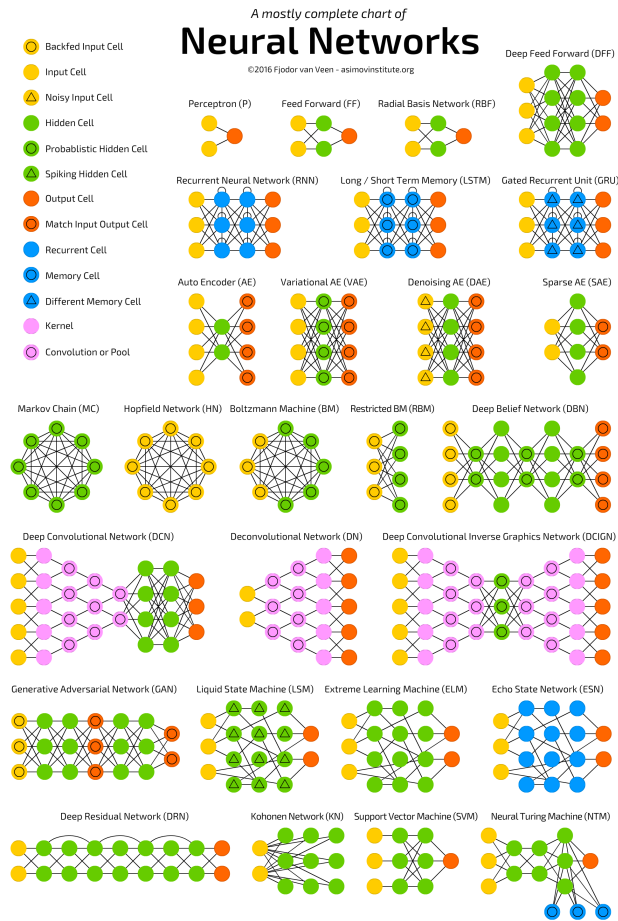 A mostly complete chart of
Neural Networks
©2016 Fjodor van Veen - asimovinstitute.org
Backfed Input Cell
Input Cell
Noisy Input Cell
Hidden Cell
Probablistic Hidden Cell
Spiking Hidden Cell
Output Cell
Match Input Output Cell
Recurrent Cell
Memory Cell
Different Memory Cell
Kernel
Convolution or Pool
Deep Feed Forward (DFF)
Perceptron (P)
Feed Forward (FF)
Radial Basis Network (RBF)
Recurrent Neural Network (RNN)
Long / Short Term Memory (LSTM)
Gated Recurrent Unit (GRU)
Auto Encoder (AE)
Variational AE (VAE)
Denoising AE (DAE)
Sparse AE (SAE)
Markov Chain (MC)
Hopfield Network (HN)
Boltzmann Machine (BM)
Restricted BM (RBM)
Deep Belief Network (DBN)
Deep Convolutional Network (DCN)
Deconvolutional Network (DN)
Deep Convolutional Inverse Graphics Network (DCIGN)
Generative Adversarial Network (GAN)
Liquid State Machine (LSM)
Extreme Learning Machine (ELM)
Echo State Network (ESN)
Deep Residual Network (DRN)
Kohonen Network (KN)
Support Vector Machine (SVM)
Neural Turing Machine (NTM)